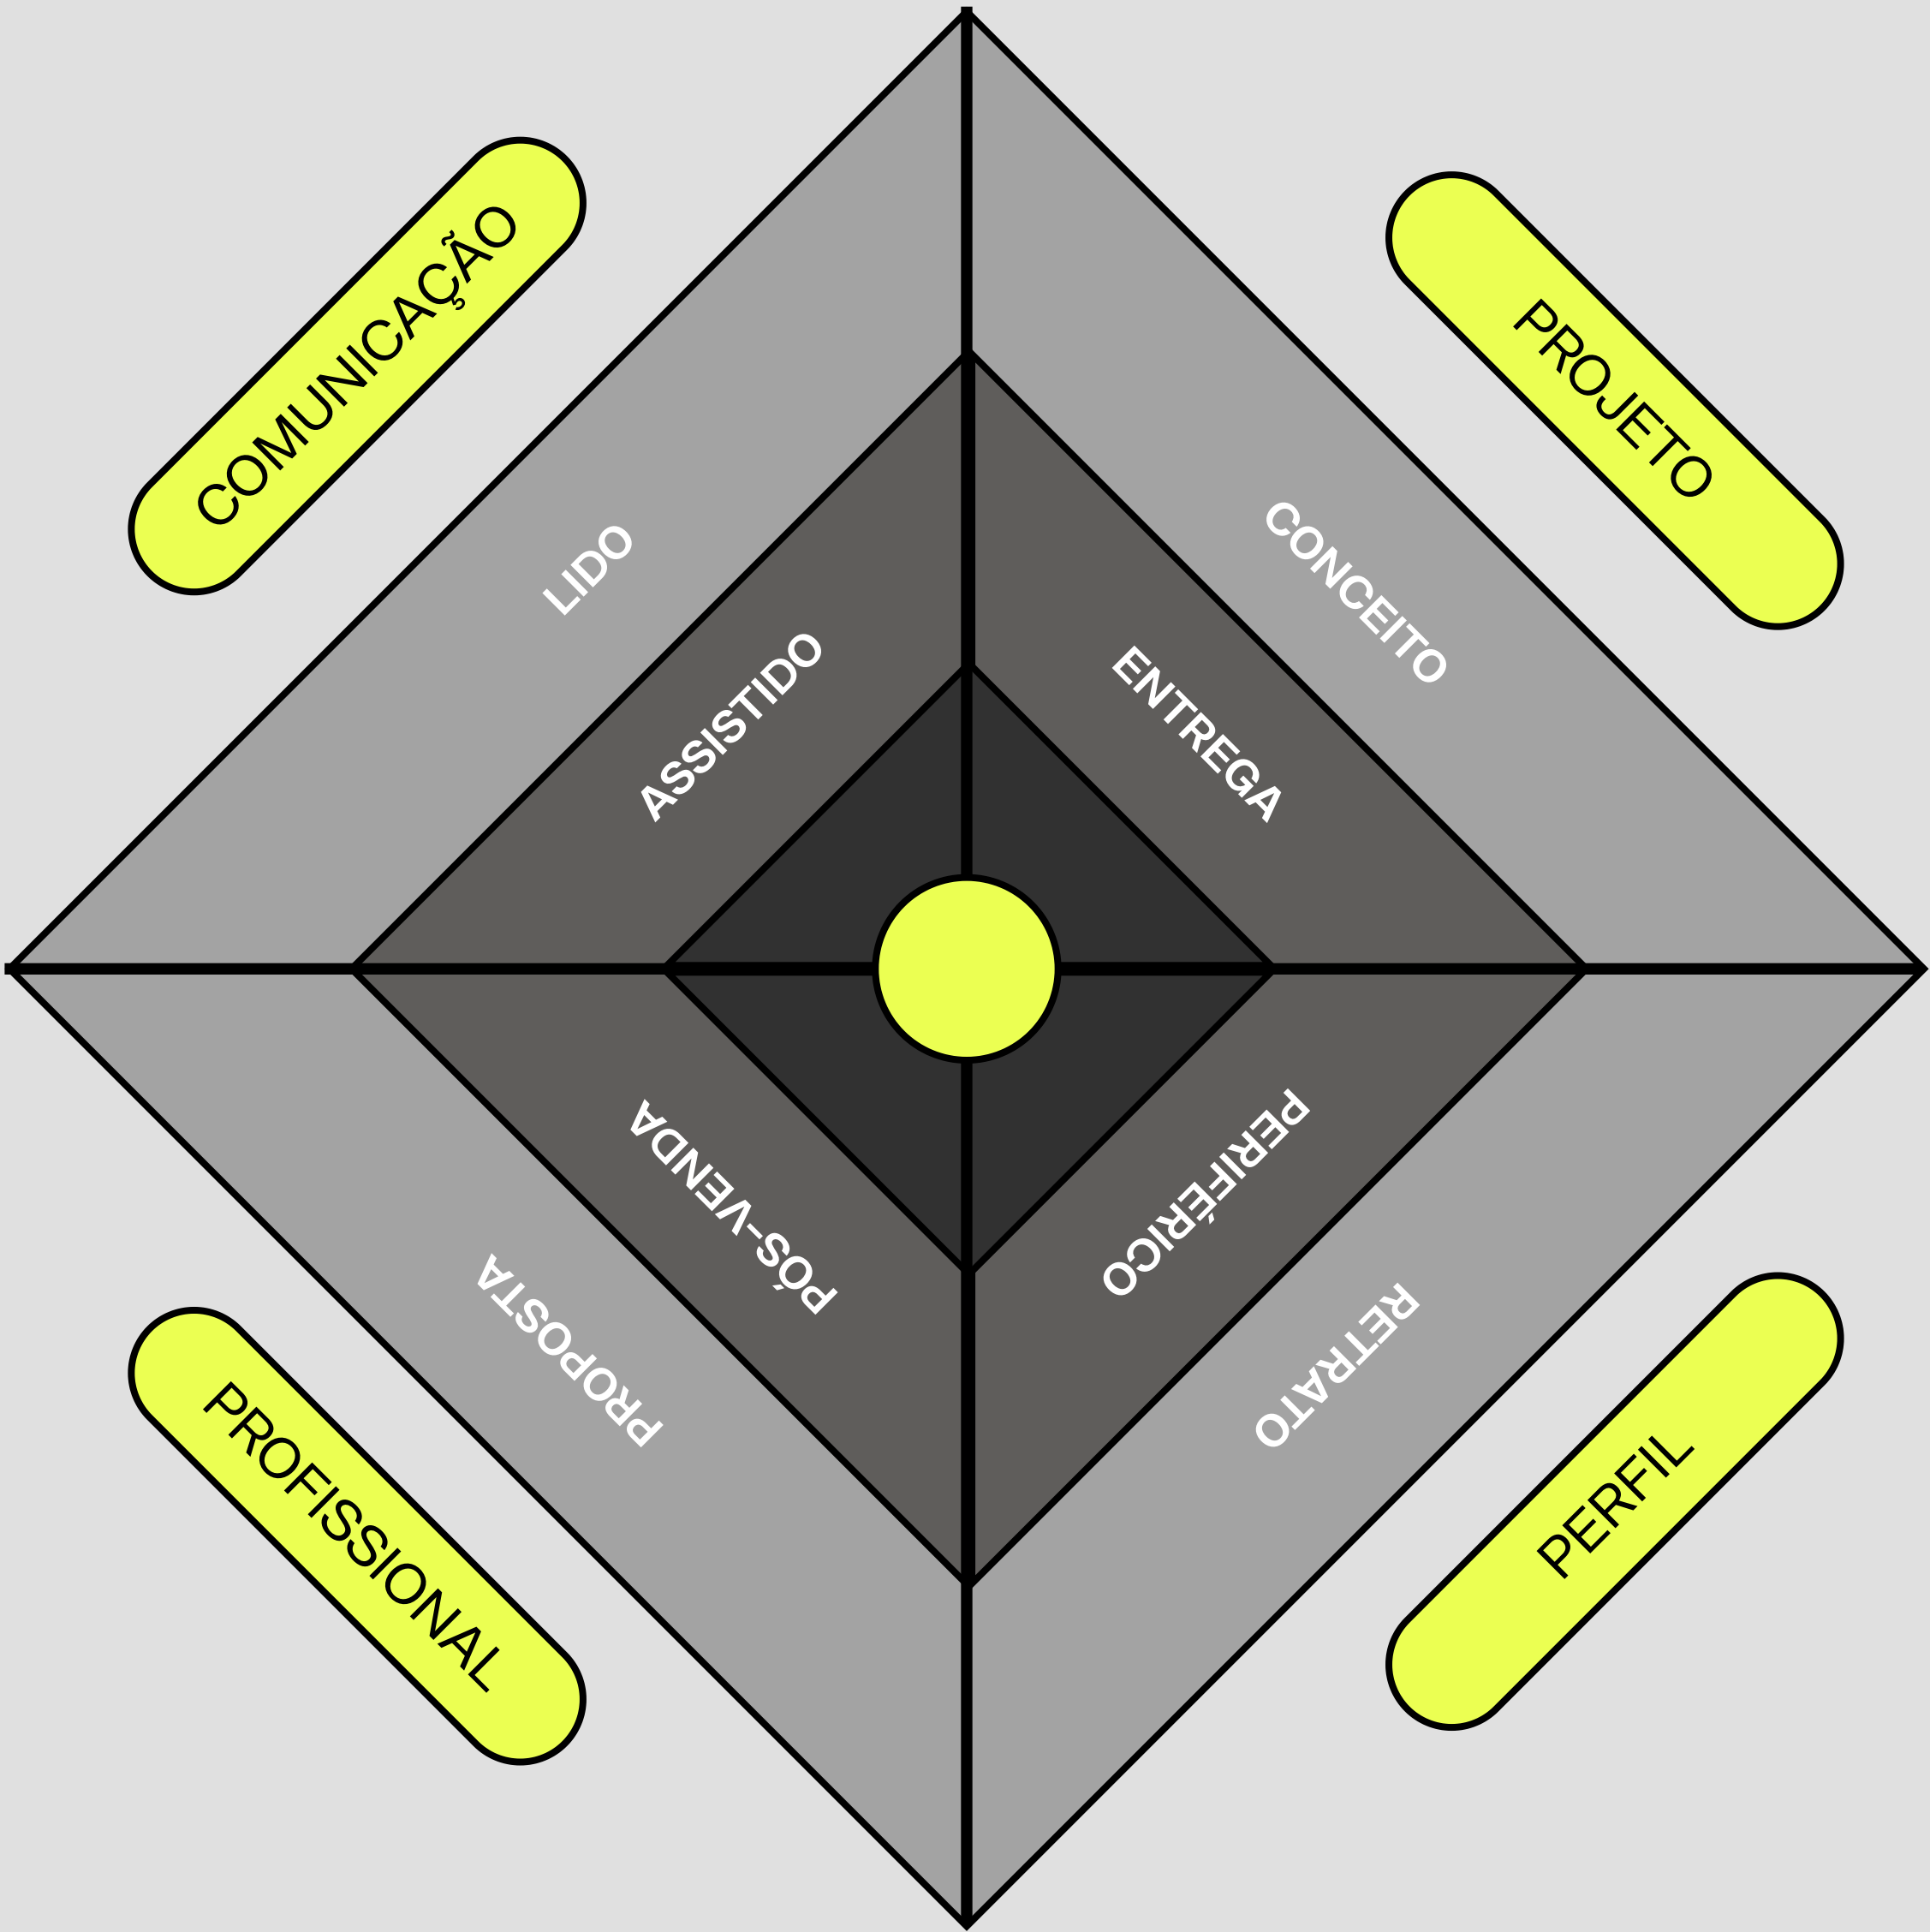 COMUNICAÇÃO
PROJETO
LIDO
CONCEITO
ASSISTIDO
ENTREGA
PÓS-VENDA
PERIFÉRICO
PROPOSTA
RETRATO
PROFISSIONAL
PERFIL